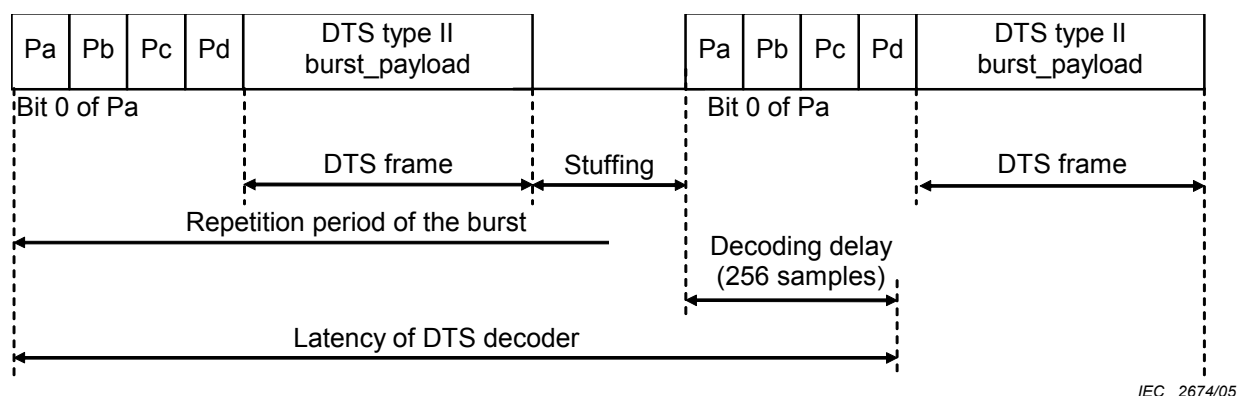 Pa Pb Pc Pd DTS type II burst_payload Pa Pb Pc Pd DTS type II burst_payload
Bit 0 of Pa Bit 0 of Pa
DTS frame Stuffing DTS frame
Repetition period of the burst
Decoding delay
(256 samples)
Latency of DTS decoder
IEC 2674/05